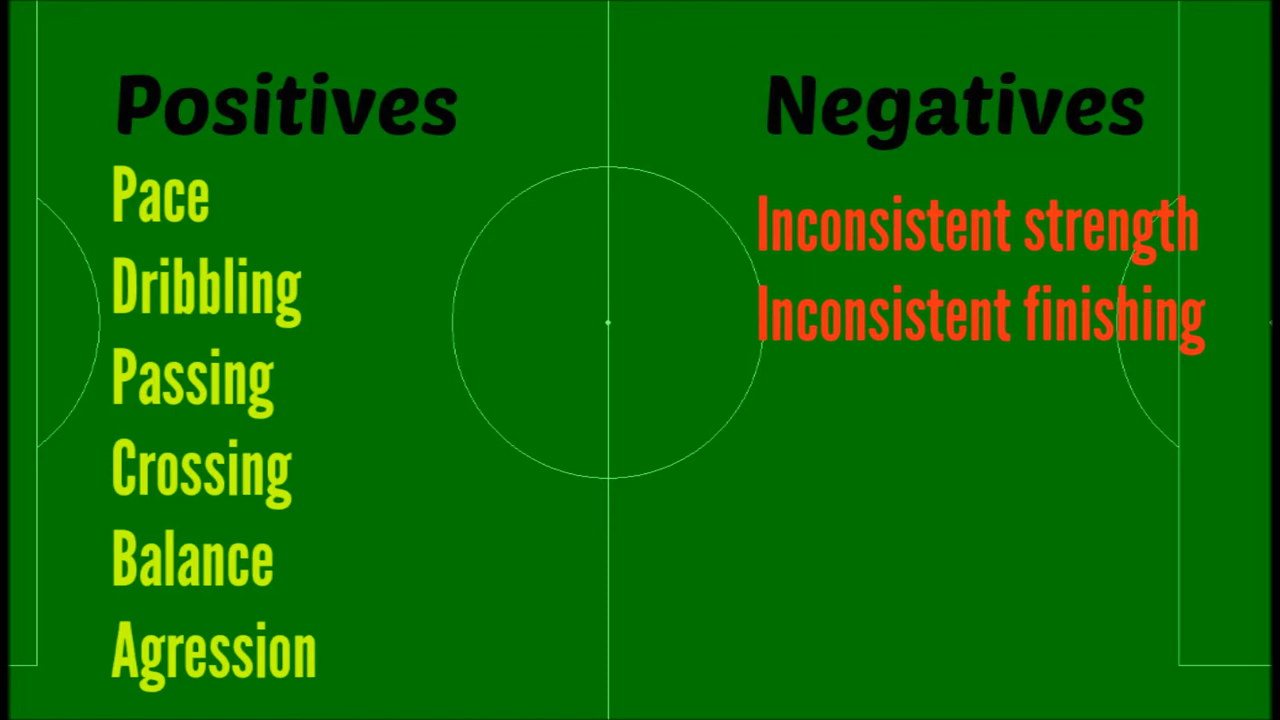 Positives
Pace
Dribbling
Passing
Crossing
Balance
Agression
Negatives
Inconsistent strength
Inconsistent finishing